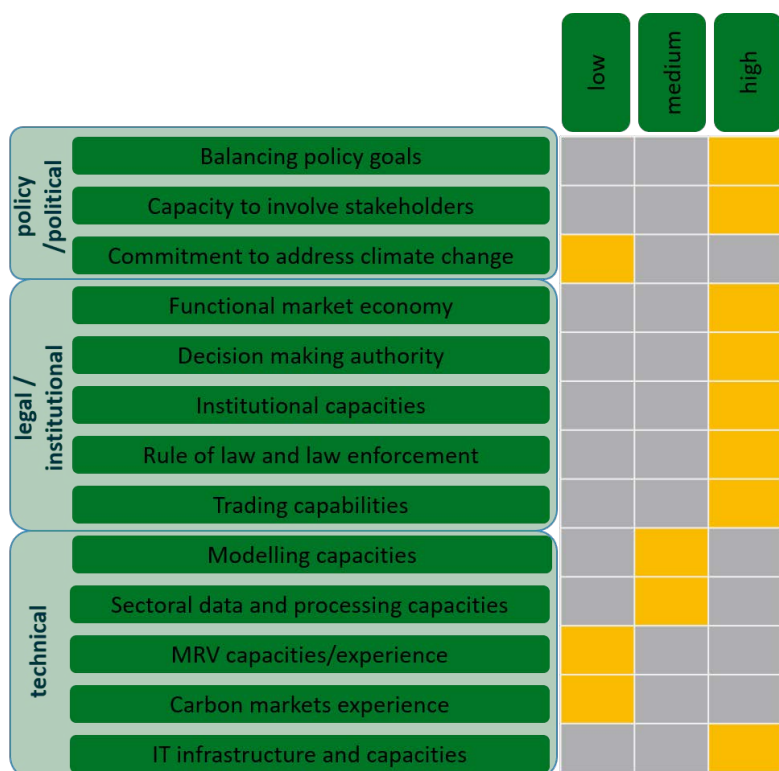 low
medium
high
policy
/political
Balancing policy goals
Capacity to involve stakeholders
Commitment to address climate change
legal /
institutional
Functional market economy
Decision making authority
Institutional capacities
Rule of law and law enforcement
Trading capabilities
technical
Modelling capacities
Sectoral data and processing capacities
MRV capacities/experience
Carbon markets experience
IT infrastructure and capacities